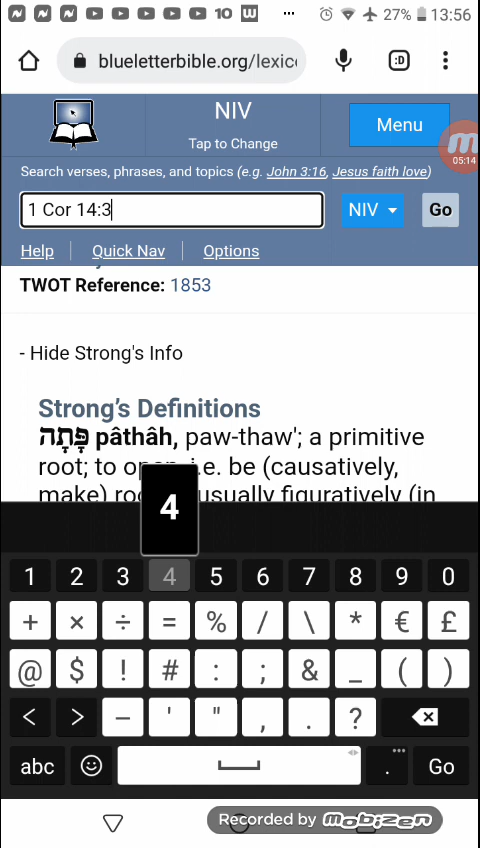 10 W ... 27% 13:56
blueletterbible.org/lexic
:D
NIV
Tap to Change
Menu
05:14
Search verses, phrases, and topics (e.g. John 3:16, Jesus faith love)
1 Cor 14:3
NIV
Go
Help | Quick Nav | Options
TWOT Reference: 1853
- Hide Strong's Info
Strong's Definitions
פָּתָה pâthâh, paw-thaw'; a primitive
root; to i.e. be (causatively,
make) usually figuratively (in
4
1 2 3 4 5 6 7 8 9 0
+ × ÷ = % / \ * € £
@ $ ! # : ; & _ ( )
< > – ' " , . ?
abc . Go
Recorded by MOBIZEN